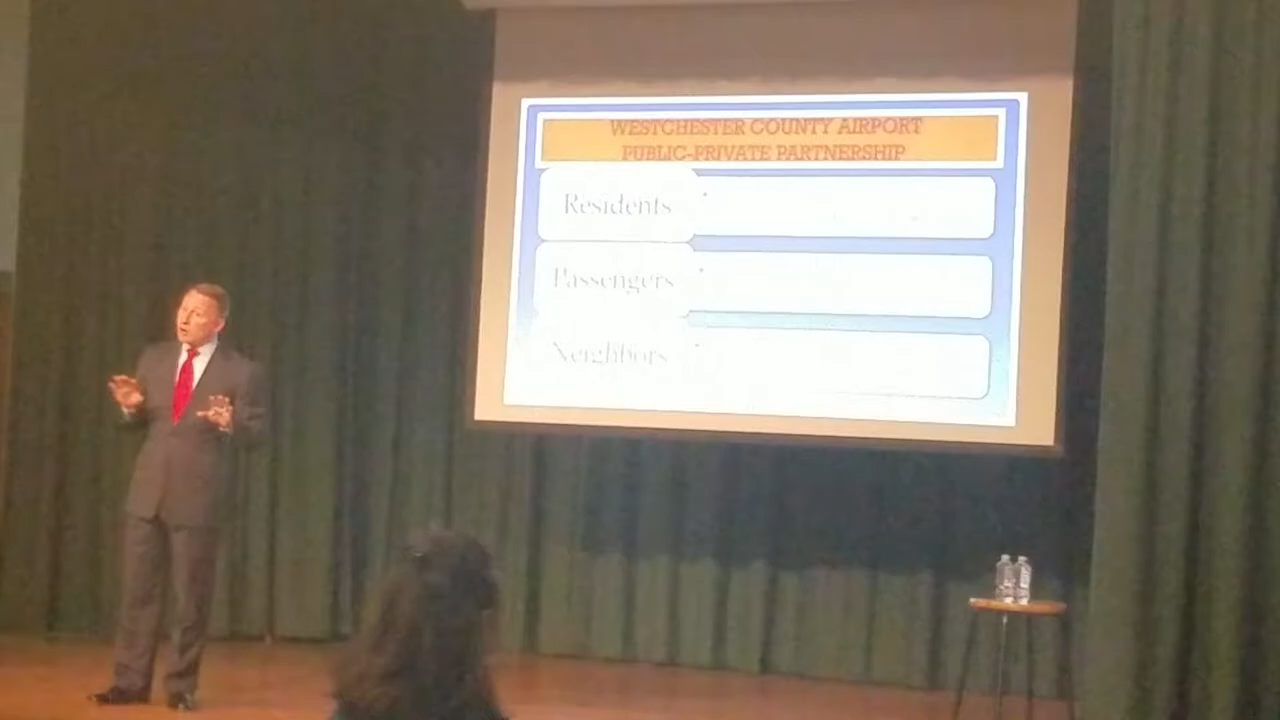 WESTCHESTER COUNTY AIRPORT
PUBLIC-PRIVATE PARTNERSHIP
Residents
Passengers
Neighbors